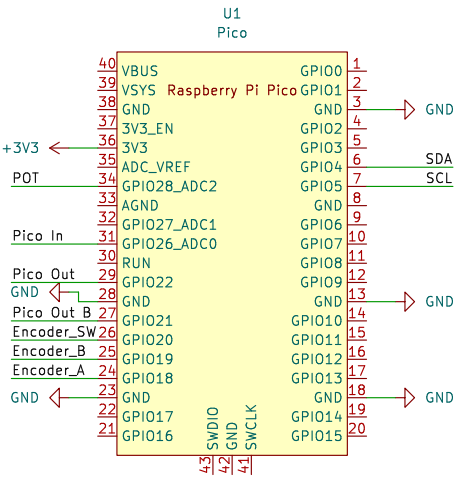 U1
Pico
40 VBUS GPIO0 1
39 VSYS Raspberry Pi Pico GPIO1 2
38 GND GND 3 GND
37 3V3_EN GPIO2 4
+3V3 36 3V3 GPIO3 5
35 ADC_VREF GPIO4 6 SDA
POT 34 GPIO28_ADC2 GPIO5 7 SCL
33 AGND GND 8
32 GPIO27_ADC1 GPIO6 9
Pico In 31 GPIO26_ADC0 GPIO7 10
30 RUN GPIO8 11
Pico Out 29 GPIO22 GPIO9 12
GND 28 GND GND 13 GND
Pico Out B 27 GPIO21 GPIO10 14
Encoder_SW 26 GPIO20 GPIO11 15
Encoder_B 25 GPIO19 GPIO12 16
Encoder_A 24 GPIO18 GPIO13 17
GND 23 GND GND 18 GND
22 GPIO17 GPIO14 19
21 GPIO16 GPIO15 20
SWDIO GND SWCLK
43 42 41